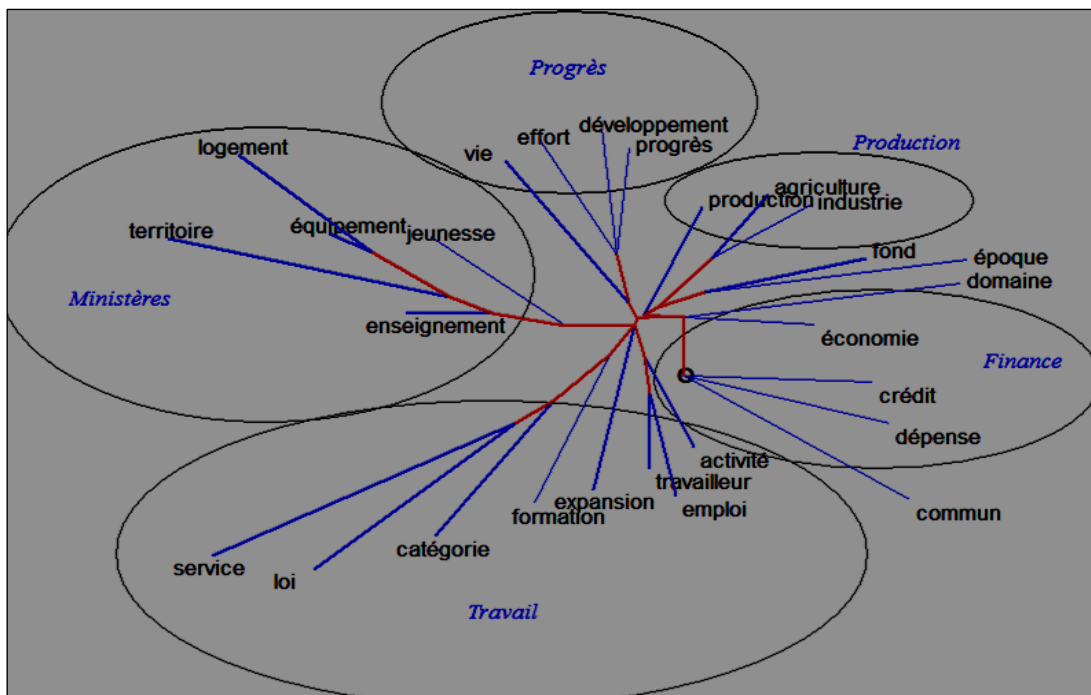 Progrès
développement
effort
progrès
vie
Production
logement
agriculture
production
industrie
territoire
équipement
jeunesse
fond
époque
domaine
Ministères
enseignement
économie
Finance
crédit
dépense
activité
travailleur
expansion
emploi
formation
commun
catégorie
service
loi
Travail